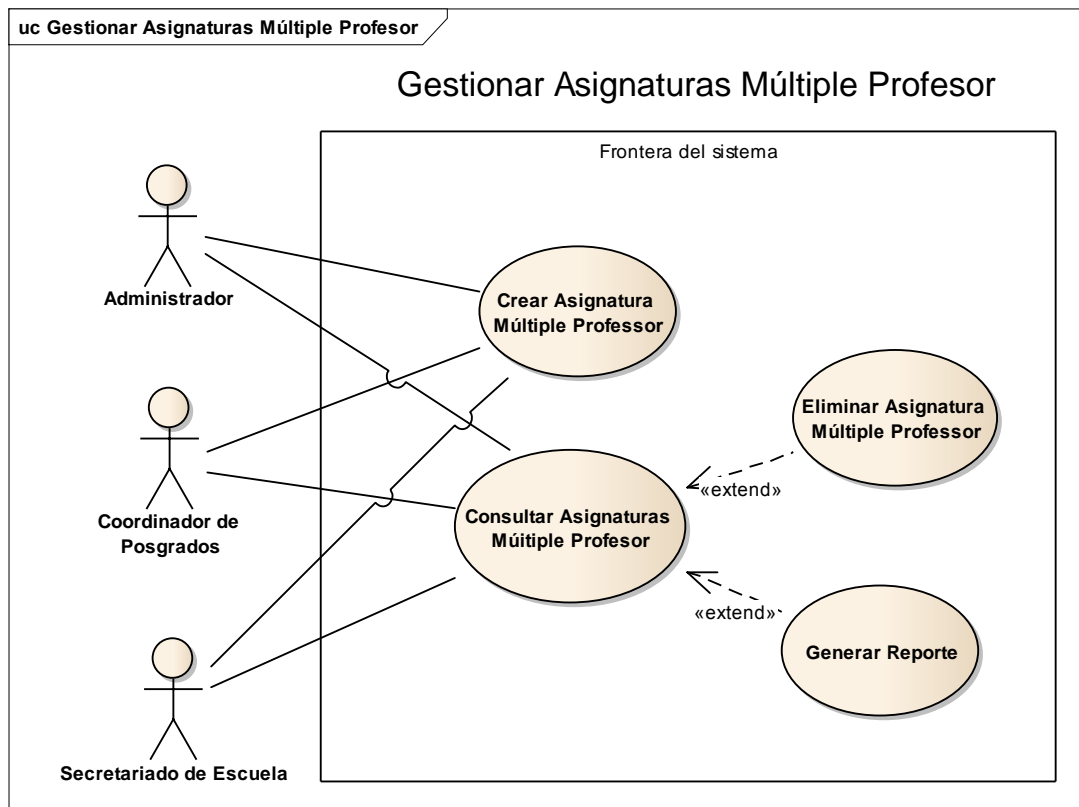 uc Gestionar Asignaturas Múltiple Profesor
Gestionar Asignaturas Múltiple Profesor
Frontera del sistema
Administrador
Crear Asignatura
Múltiple Professor
Eliminar Asignatura
Múltiple Professor
«extend»
Coordinador de
Posgrados
Consultar Asignaturas
Múitiple Profesor
«extend»
Generar Reporte
Secretariado de Escuela